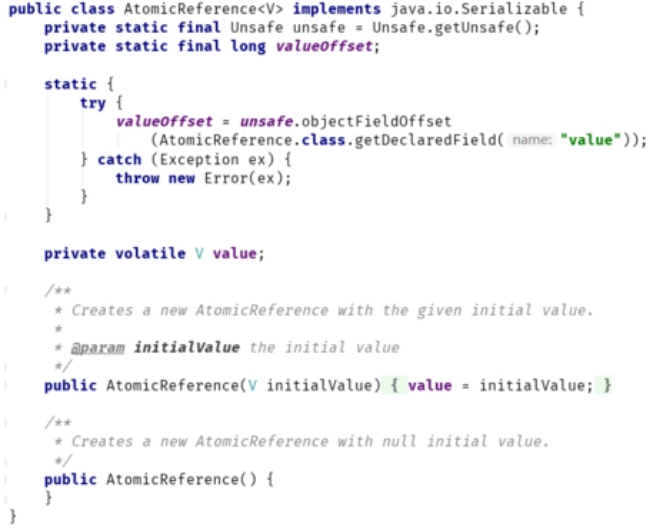 public class AtomicReference<V> implements java.io.Serializable {
    private static final Unsafe unsafe = Unsafe.getUnsafe();
    private static final long valueOffset;

    static {
        try {
            valueOffset = unsafe.objectFieldOffset
                (AtomicReference.class.getDeclaredField( name: "value"));
        } catch (Exception ex) {
            throw new Error(ex);
        }
    }

    private volatile V value;

    /**
     * Creates a new AtomicReference with the given initial value.
     *
     * @param initialValue the initial value
     */
    public AtomicReference(V initialValue) { value = initialValue; }

    /**
     * Creates a new AtomicReference with null initial value.
     */
    public AtomicReference() {
    }
}